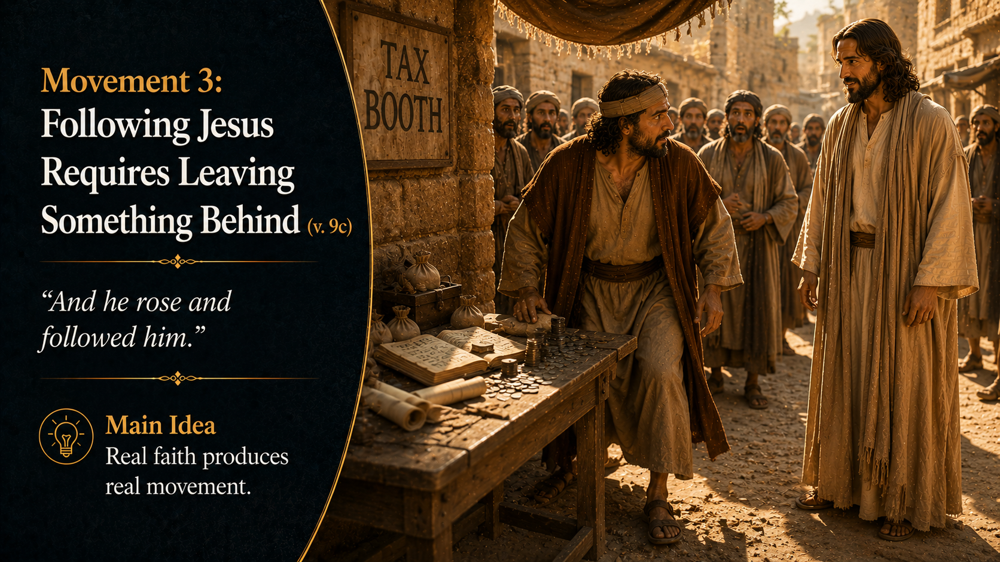 Movement 3:
Following Jesus
Requires Leaving
Something Behind (v. 9c)
“And he rose and
followed him.”
Main Idea
Real faith produces
real movement.
TAX
BOOTH